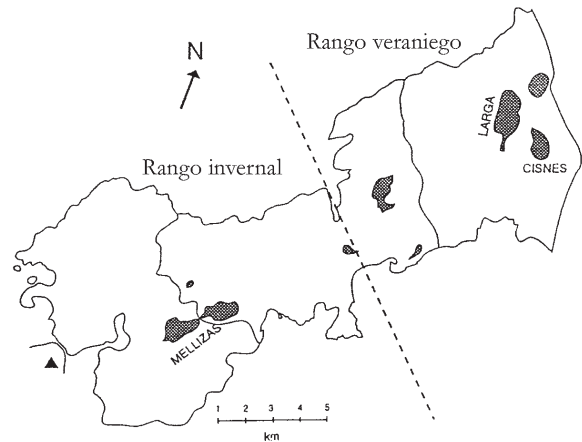 Rango veraniego
N
LARGA
CISNES
Rango invernal
MELLIZAS
1 2 3 4 5
km